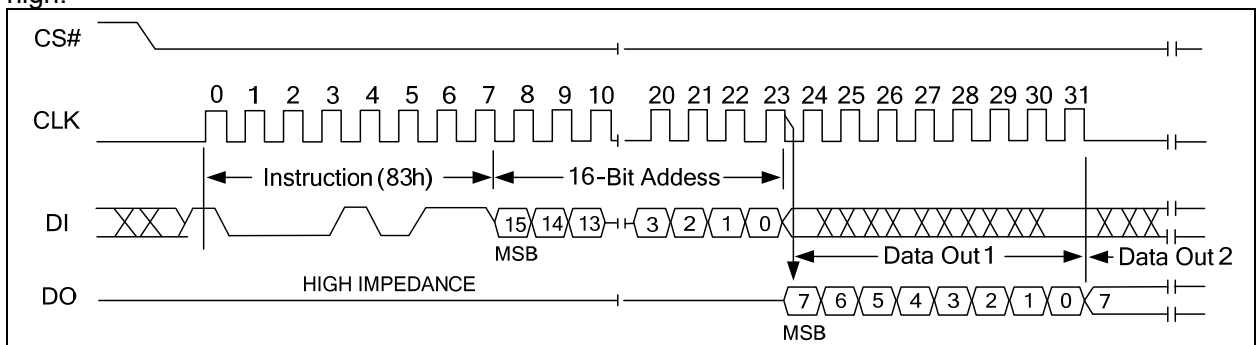 high.
CS#
0 1 2 3 4 5 6 7 8 9 10 20 21 22 23 24 25 26 27 28 29 30 31
CLK
Instruction (83h) 16-Bit Addess
DI 15 14 13 3 2 1 0
MSB Data Out 1 Data Out 2
HIGH IMPEDANCE
DO 7 6 5 4 3 2 1 0 7
MSB